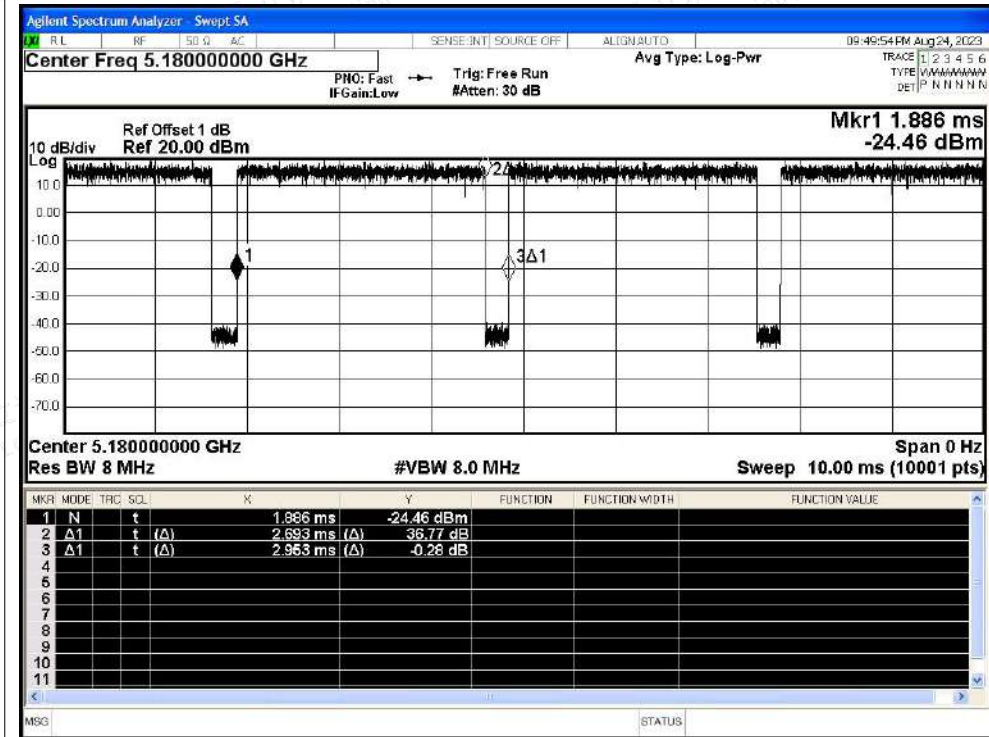 Agilent Spectrum Analyzer - Swept SA
LXI RL RF 50 Ω AC SENSE:INT SOURCE OFF ALIGN AUTO 09:49:54 PM Aug 24, 2023
Center Freq 5.180000000 GHz
PNO: Fast
IFGain:Low
Trig: Free Run
#Atten: 30 dB
Avg Type: Log-Pwr
TRACE 1 2 3 4 5 6
TYPE
DET P N N N N N
Mkr1 1.886 ms
-24.46 dBm
Ref Offset 1 dB
10 dB/div Ref 20.00 dBm
Log
10.0
0.00
-10.0
-20.0
-30.0
-40.0
-50.0
-60.0
-70.0
2Δ
1
3Δ1
Center 5.180000000 GHz Span 0 Hz
Res BW 8 MHz #VBW 8.0 MHz Sweep 10.00 ms (10001 pts)
MKR MODE TRC SCL X Y FUNCTION FUNCTION WIDTH FUNCTION VALUE
1 N t 1.886 ms -24.46 dBm
2 Δ1 t (Δ) 2.693 ms (Δ) 36.77 dB
3 Δ1 t (Δ) 2.953 ms (Δ) -0.28 dB
4
5
6
7
8
9
10
11
MSG STATUS